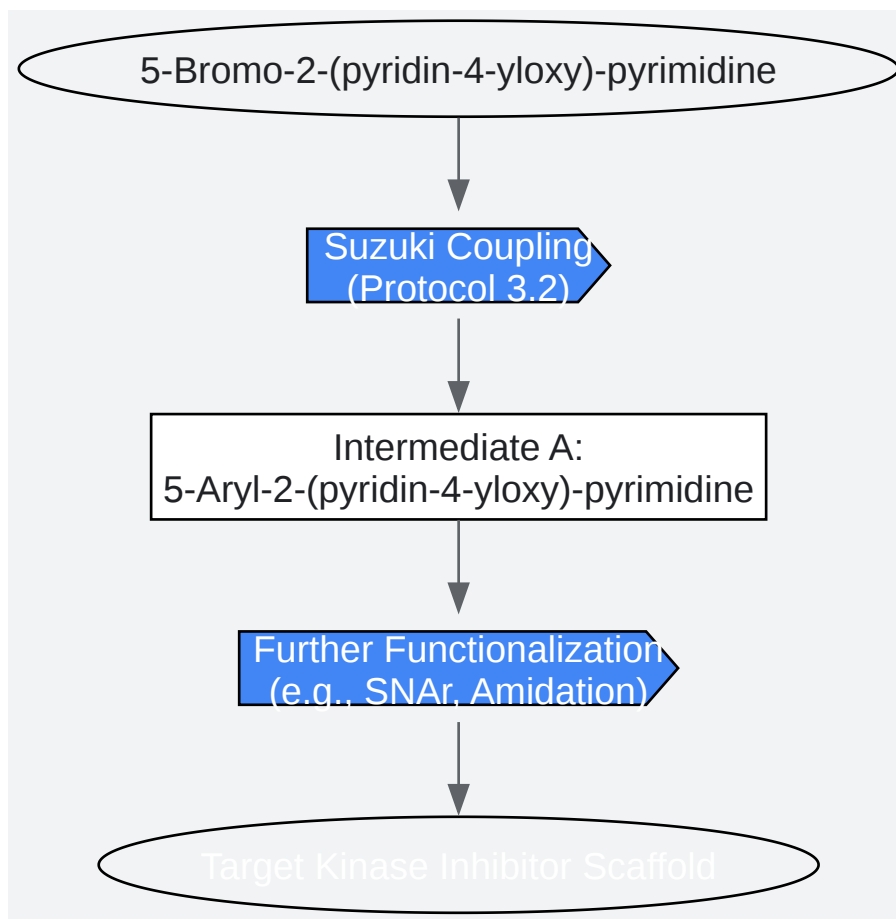 5-Bromo-2-(pyridin-4-yloxy)-pyrimidine
Suzuki Coupling
(Protocol 3.2)
Intermediate A:
5-Aryl-2-(pyridin-4-yloxy)-pyrimidine
Further Functionalization
(e.g., SNAr, Amidation)
Target Kinase Inhibitor Scaffold